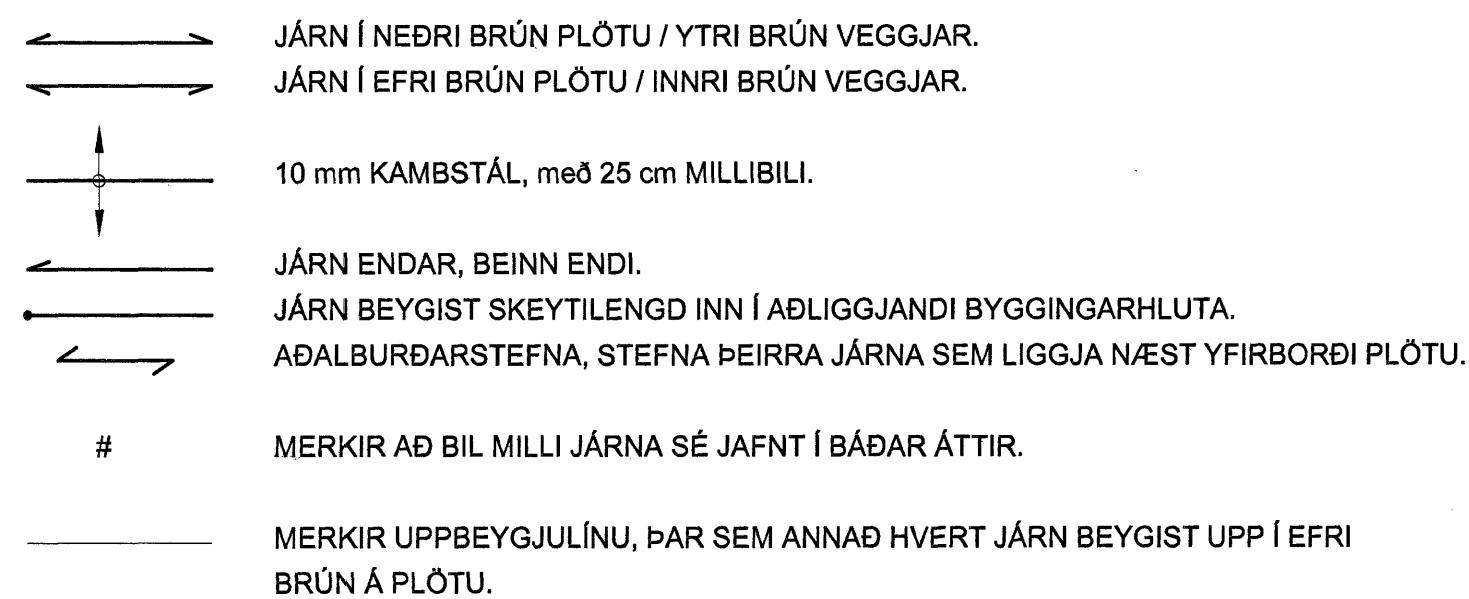 JÁRN Í NEÐRI BRÚN PLÖTU / YTRI BRÚN VEGGJAR.
JÁRN Í EFRI BRÚN PLÖTU / INNRI BRÚN VEGGJAR.
10 mm KAMBSTÁL, með 25 cm MILLIBILI.
JÁRN ENDAR, BEINN ENDI.
JÁRN BEYGIST SKEYTILENGD INN Í AÐLIGGJANDI BYGGINGARHLUTA.
AÐALBURÐARSTEFNA, STEFNA ÞEIRRA JÁRNA SEM LIGGJA NÆST YFIRBORÐI PLÖTU.
# MERKIR AÐ BIL MILLI JÁRNA SÉ JAFNT Í BÁÐAR ÁTTIR.
MERKIR UPPBEYGJULÍNU, ÞAR SEM ANNAÐ HVERT JÁRN BEYGIST UPP Í EFRI
BRÚN Á PLÖTU.